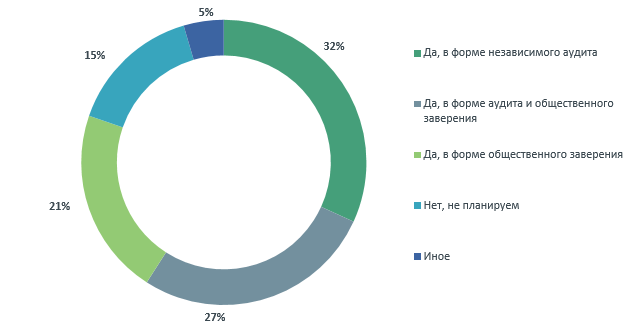 5%
32%
15%
21%
27%
Да, в форме независимого аудита
Да, в форме аудита и общественного
заверения
Да, в форме общественного заверения
Нет, не планируем
Иное